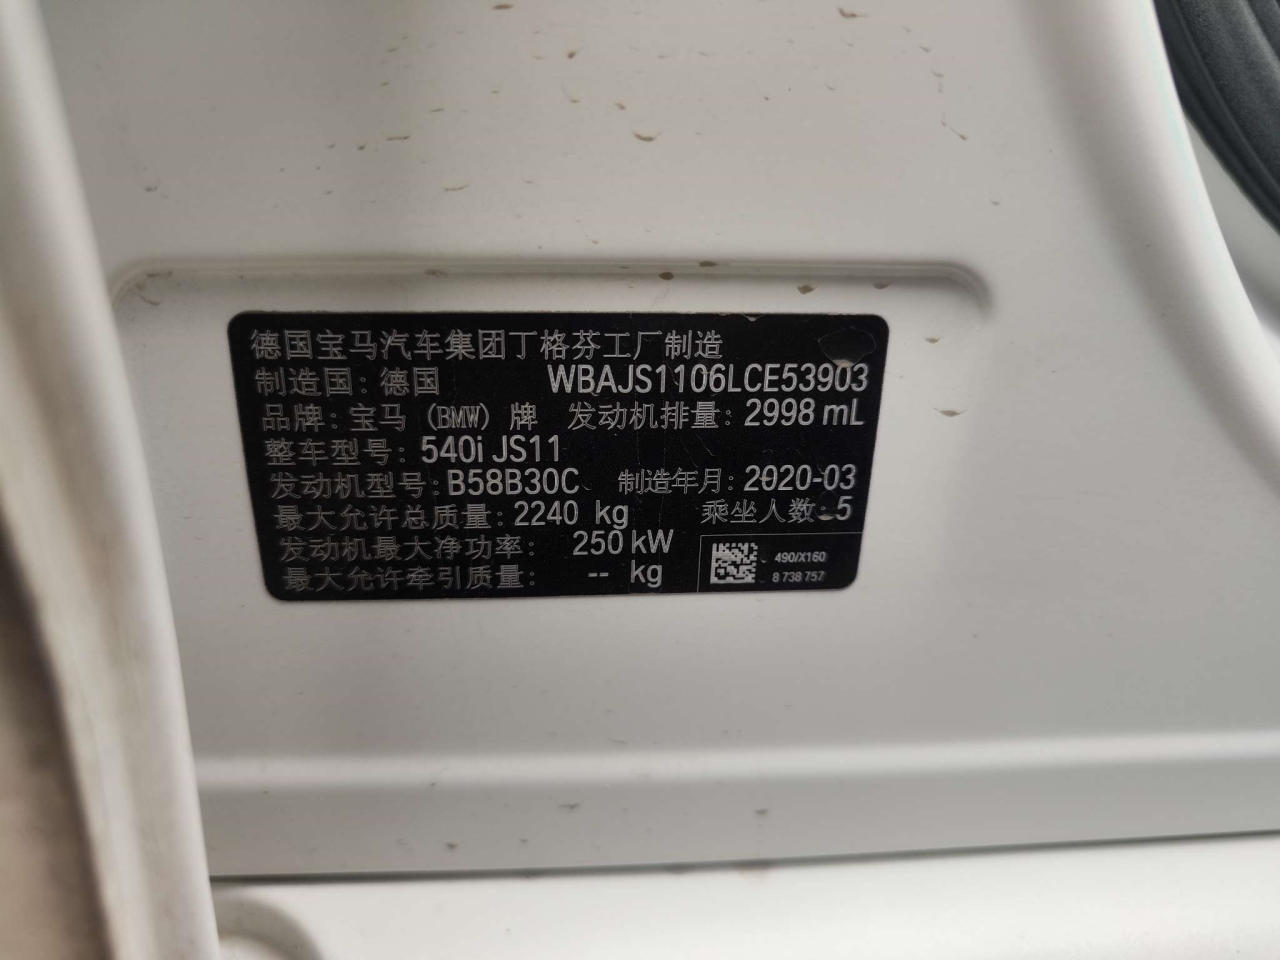 德国宝马汽车集团丁格芬工厂制造
制造国：德国 WBAJS1106LCE53903
品牌：宝马（BMW）牌 发动机排量：2998 mL
整车型号：540i JS11
发动机型号：B58B30C 制造年月：2020-03
最大允许总质量：2240 kg 乘坐人数：5
发动机最大净功率： 250 kW
最大允许牵引质量： -- kg
490/X160
8 738 757